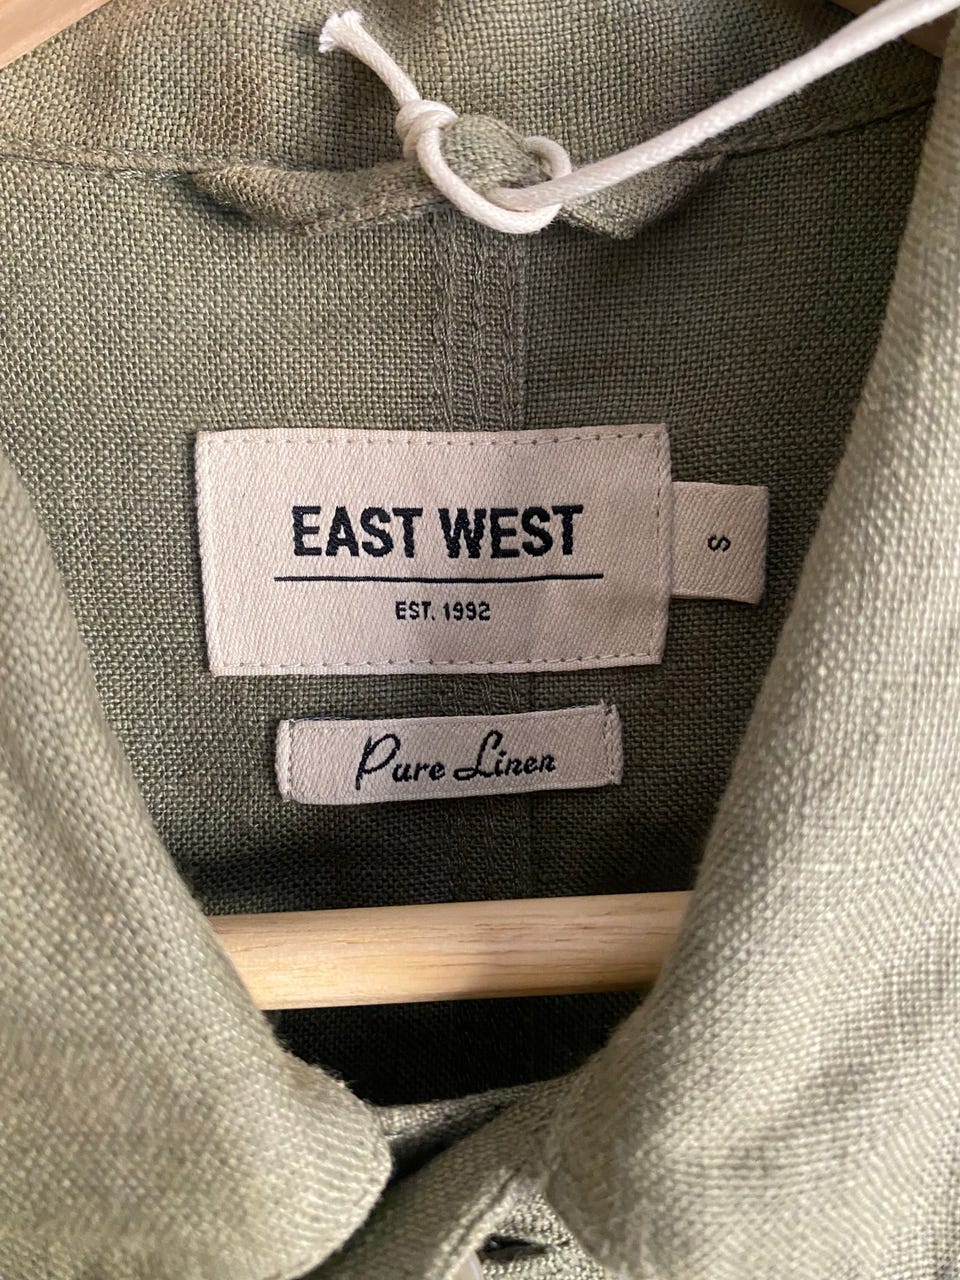 EAST WEST
EST. 1992
S
Pure Linen